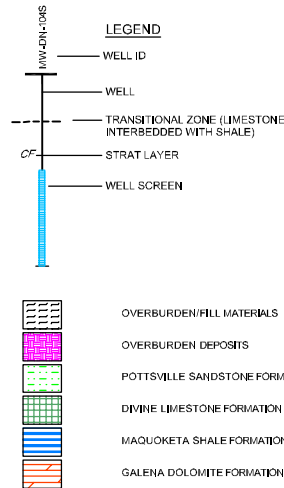 MW-DN-104S
LEGEND
WELL ID
WELL
TRANSITIONAL ZONE (LIMESTONE
INTERBEDDED WITH SHALE)
CF
STRAT LAYER
WELL SCREEN
OVERBURDEN/FILL MATERIALS
OVERBURDEN DEPOSITS
POTTSVILLE SANDSTONE FORM
DIVINE LIMESTONE FORMATION
MAQUOKETA SHALE FORMATION
GALENA DOLOMITE FORMATION